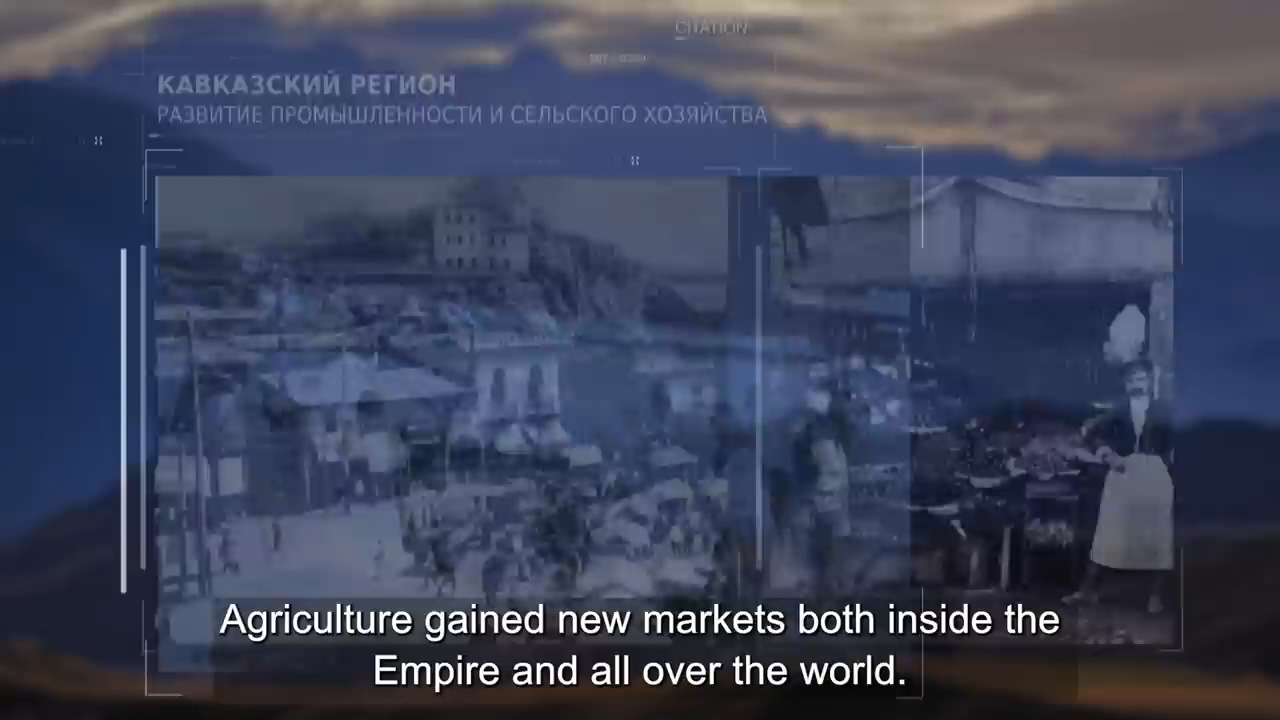 CITATION
КАВКАЗСКИЙ РЕГИОН
РАЗВИТИЕ ПРОМЫШЛЕННОСТИ И СЕЛЬСКОГО ХОЗЯЙСТВА
Agriculture gained new markets both inside the
Empire and all over the world.